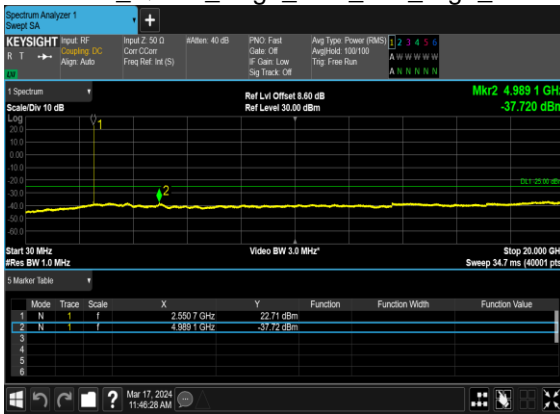 Spectrum Analyzer 1
Swept SA
+
KEYSIGHT Input: RF Input Z: 50 Ω #Atten: 40 dB PNO: Fast Avg Type: Power (RMS) 1 2 3 4 5 6
R T Coupling: DC Corr CCorr Gate: Off Avg|Hold: 100/100 A W W W W W
Align: Auto Freq Ref: Int (S) IF Gain: Low Trig: Free Run
Sig Track: Off A N N N N N
1 Spectrum Ref Lvl Offset 8.60 dB Mkr2 4.989 1 GHz
Scale/Div 10 dB Ref Level 30.00 dBm -37.720 dBm
Log
20.0
1
10.0
0.00
-10.0
-20.0
DL1 -25.00 dBm
2
-30.0
-40.0
-50.0
-60.0
Start 30 MHz Video BW 3.0 MHz* Stop 20.000 GH
#Res BW 1.0 MHz Sweep 34.7 ms (40001 pts
5 Marker Table
Mode Trace Scale X Y Function Function Width Function Value
1 N 1 f 2.550 7 GHz 22.71 dBm
2 N 1 f 4.989 1 GHz -37.72 dBm
3
4
5
6
? Mar 17, 2024
11:46:28 AM